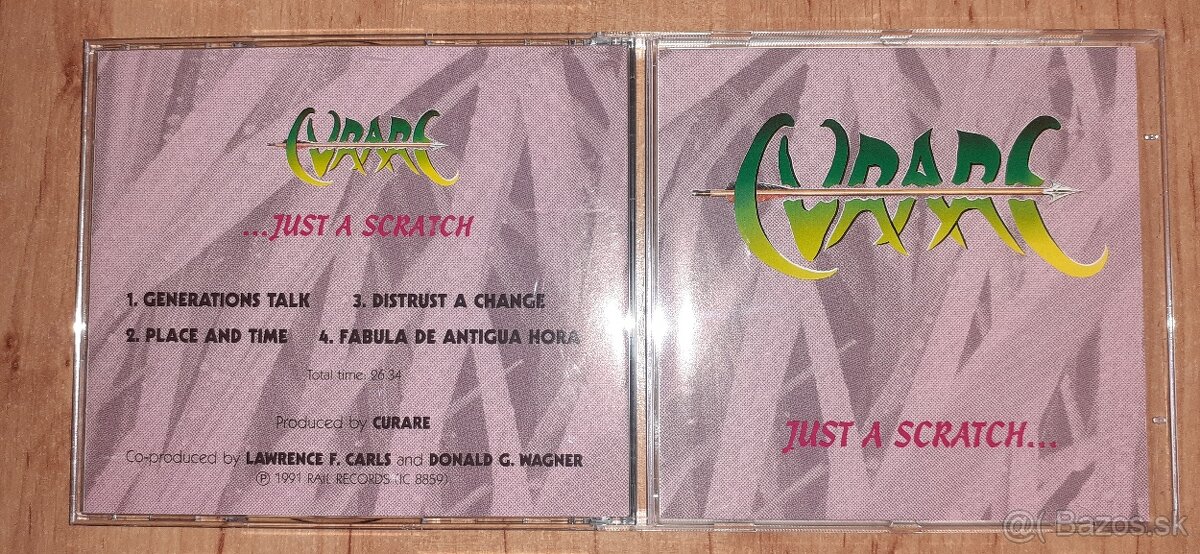 CURARE
...JUST A SCRATCH
1. GENERATIONS TALK 3. DISTRUST A CHANGE
2. PLACE AND TIME 4. FABULA DE ANTIGUA HORA
Total time: 26:34
Produced by CURARE
Co-produced by LAWRENCE F. CARLS and DONALD G. WAGNER
℗ 1991 RAIL RECORDS (IC 8859)
CURARE
JUST A SCRATCH...
@( Bazos.sk